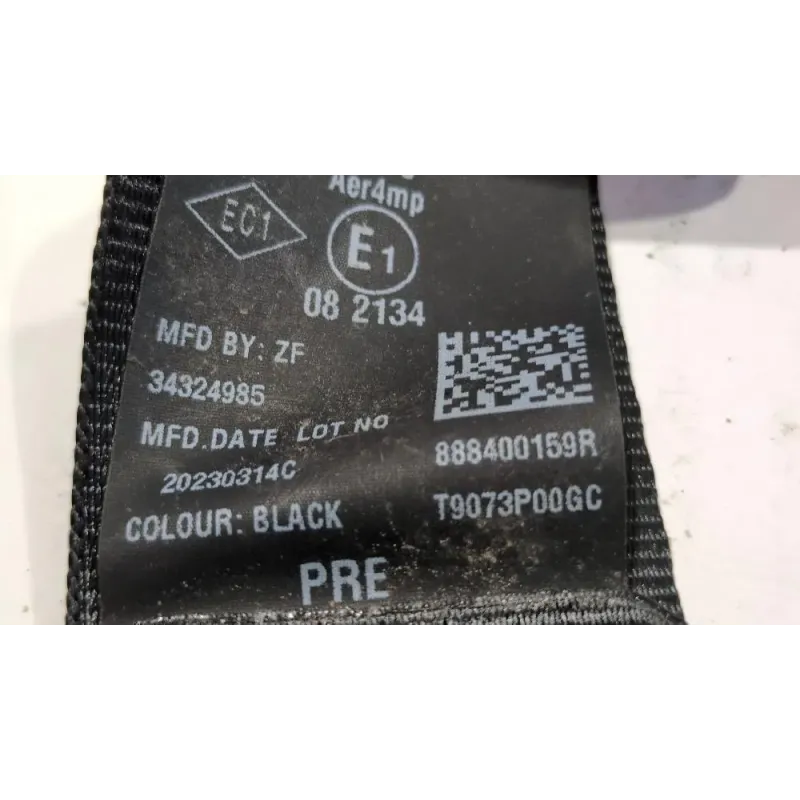 Aer4mp
EC1
E1
08 2134
MFD BY: ZF
34324985
MFD.DATE LOT NO
20230314C
888400159R
COLOUR: BLACK
T9073P00GC
PRE